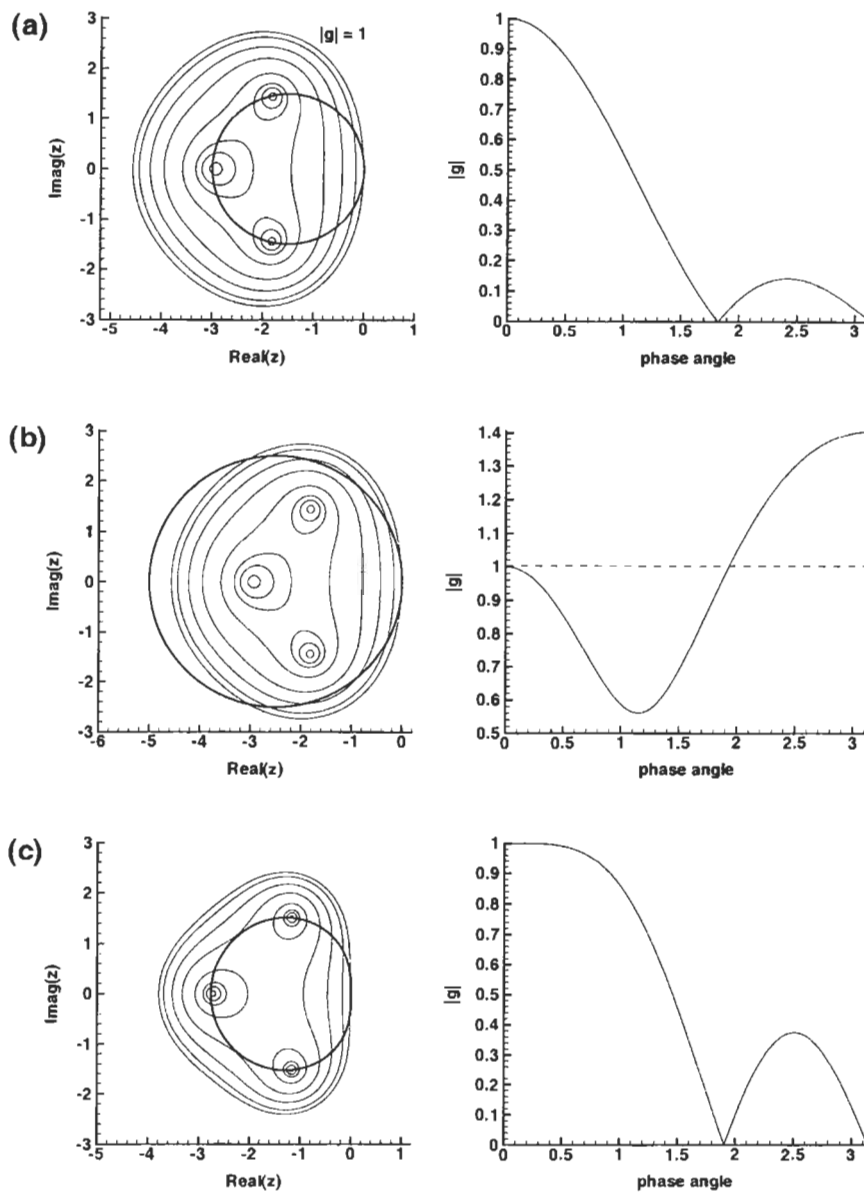 (a)
|g| = 1
3
2
1
0
-1
-2
-3
Imag(z)
-5 -4 -3 -2 -1 0 1
Real(z)
1
0.9
0.8
0.7
0.6
0.5
0.4
0.3
0.2
0.1
0
|g|
0 0.5 1 1.5 2 2.5 3
phase angle
(b)
3
2
1
0
-1
-2
-3
Imag(z)
-6 -5 -4 -3 -2 -1 0
Real(z)
1.4
1.3
1.2
1.1
1
0.9
0.8
0.7
0.6
0.5
|g|
0 0.5 1 1.5 2 2.5 3
phase angle
(c)
3
2
1
0
-1
-2
-3
Imag(z)
-5 -4 -3 -2 -1 0 1
Real(z)
1
0.9
0.8
0.7
0.6
0.5
0.4
0.3
0.2
0.1
0
|g|
0 0.5 1 1.5 2 2.5 3
phase angle